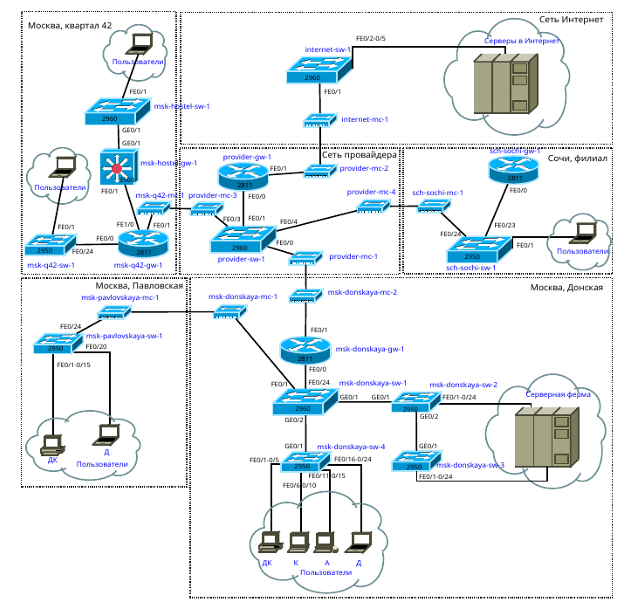 Москва, квартал 42
Пользователи
FE0/1
msk-hostel-sw-1
2960
GE0/1
GE0/1
msk-hostel-gw-1
FE0/1
Пользователи
msk-q42-mc-1
FE1/0
FE0/1
FE0/1
FE0/0
2950
FE0/24
2811
msk-q42-sw-1
msk-q42-gw-1
Сеть Интернет
FE0/2-0/5
Серверы в Интернет
internet-sw-1
2960
FE0/1
internet-mc-1
Сеть провайдера
provider-gw-1
FE0/1
provider-mc-2
2811
FE0/0
provider-mc-3
provider-mc-4
FE0/3
FE0/1
FE0/4
2960
FE0/0
provider-sw-1
provider-mc-1
sch-sochi-gw-1
Сочи, филиал
2811
FE0/0
sch-sochi-mc-1
FE0/23
FE0/24
FE0/1
2950
Пользователи
sch-sochi-sw-1
Москва, Павловская
msk-pavlovskaya-mc-1
FE0/24
msk-pavlovskaya-sw-1
2950
FE0/20
FE0/1-0/15
ДК
Д
Пользователи
Москва, Донская
msk-donskaya-mc-2
msk-donskaya-mc-1
FE0/1
msk-donskaya-gw-1
2811
FE0/0
FE0/1
FE0/24
msk-donskaya-sw-1
msk-donskaya-sw-2
2960
GE0/1
GE0/1
2950
FE0/1-0/24
Серверная ферма
GE0/2
GE0/2
GE0/1
msk-donskaya-sw-4
GE0/1
FE0/1-0/5
2950
FE0/16-0/24
2950
msk-donskaya-sw-3
FE0/6-0/10
FE0/11-0/15
FE0/1-0/24
ДК
К
А
Д
Пользователи